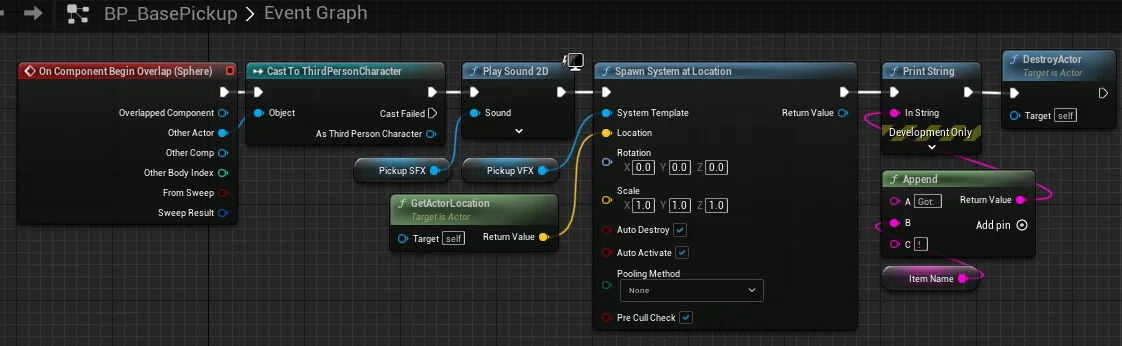 BP_BasePickup > Event Graph
On Component Begin Overlap (Sphere)
Overlapped Component
Other Actor
Other Comp
Other Body Index
From Sweep
Sweep Result
Cast To ThirdPersonCharacter
Object
Cast Failed
As Third Person Character
Pickup SFX
GetActorLocation
Target is Actor
Target self
Return Value
Play Sound 2D
Sound
Pickup VFX
Spawn System at Location
System Template
Return Value
Location
Rotation
X 0.0 Y 0.0 Z 0.0
Scale
X 1.0 Y 1.0 Z 1.0
Auto Destroy
Auto Activate
Pooling Method
None
Pre Cull Check
Print String
In String
Development Only
Append
A Got: Return Value
B
Add pin
C !
Item Name
DestroyActor
Target is Actor
Target self